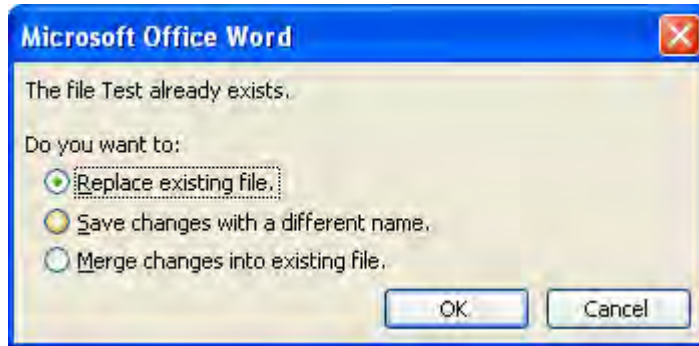 Microsoft Office Word
The file Test already exists.
Do you want to:
Replace existing file.
Save changes with a different name.
Merge changes into existing file.
OK Cancel